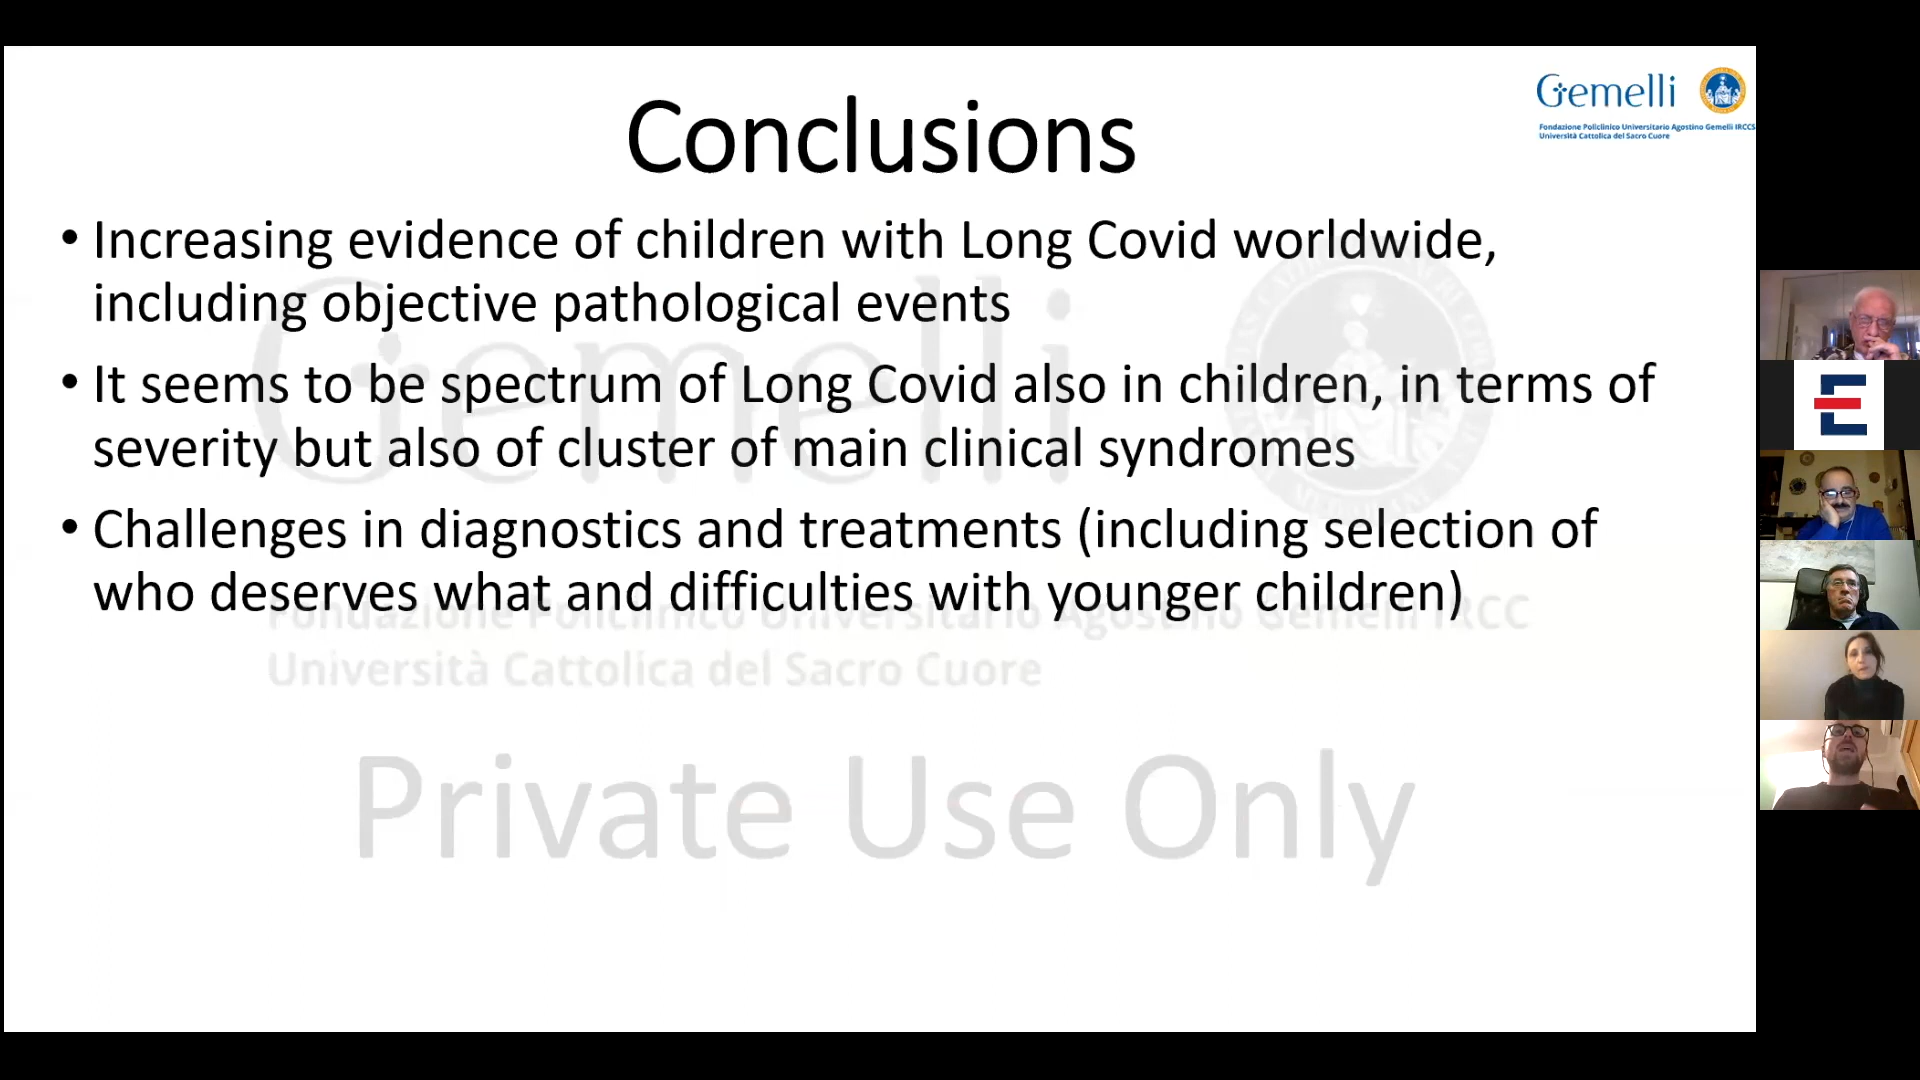 Gemelli
Fondazione Policlinico Universitario Agostino Gemelli IRCCS
Università Cattolica del Sacro Cuore
Conclusions
• Increasing evidence of children with Long Covid worldwide,
including objective pathological events
• It seems to be spectrum of Long Covid also in children, in terms of
severity but also of cluster of main clinical syndromes
• Challenges in diagnostics and treatments (including selection of
who deserves what and difficulties with younger children)
Gemelli
Fondazione Policlinico Universitario Agostino Gemelli IRCC
Università Cattolica del Sacro Cuore
Private Use Only
E